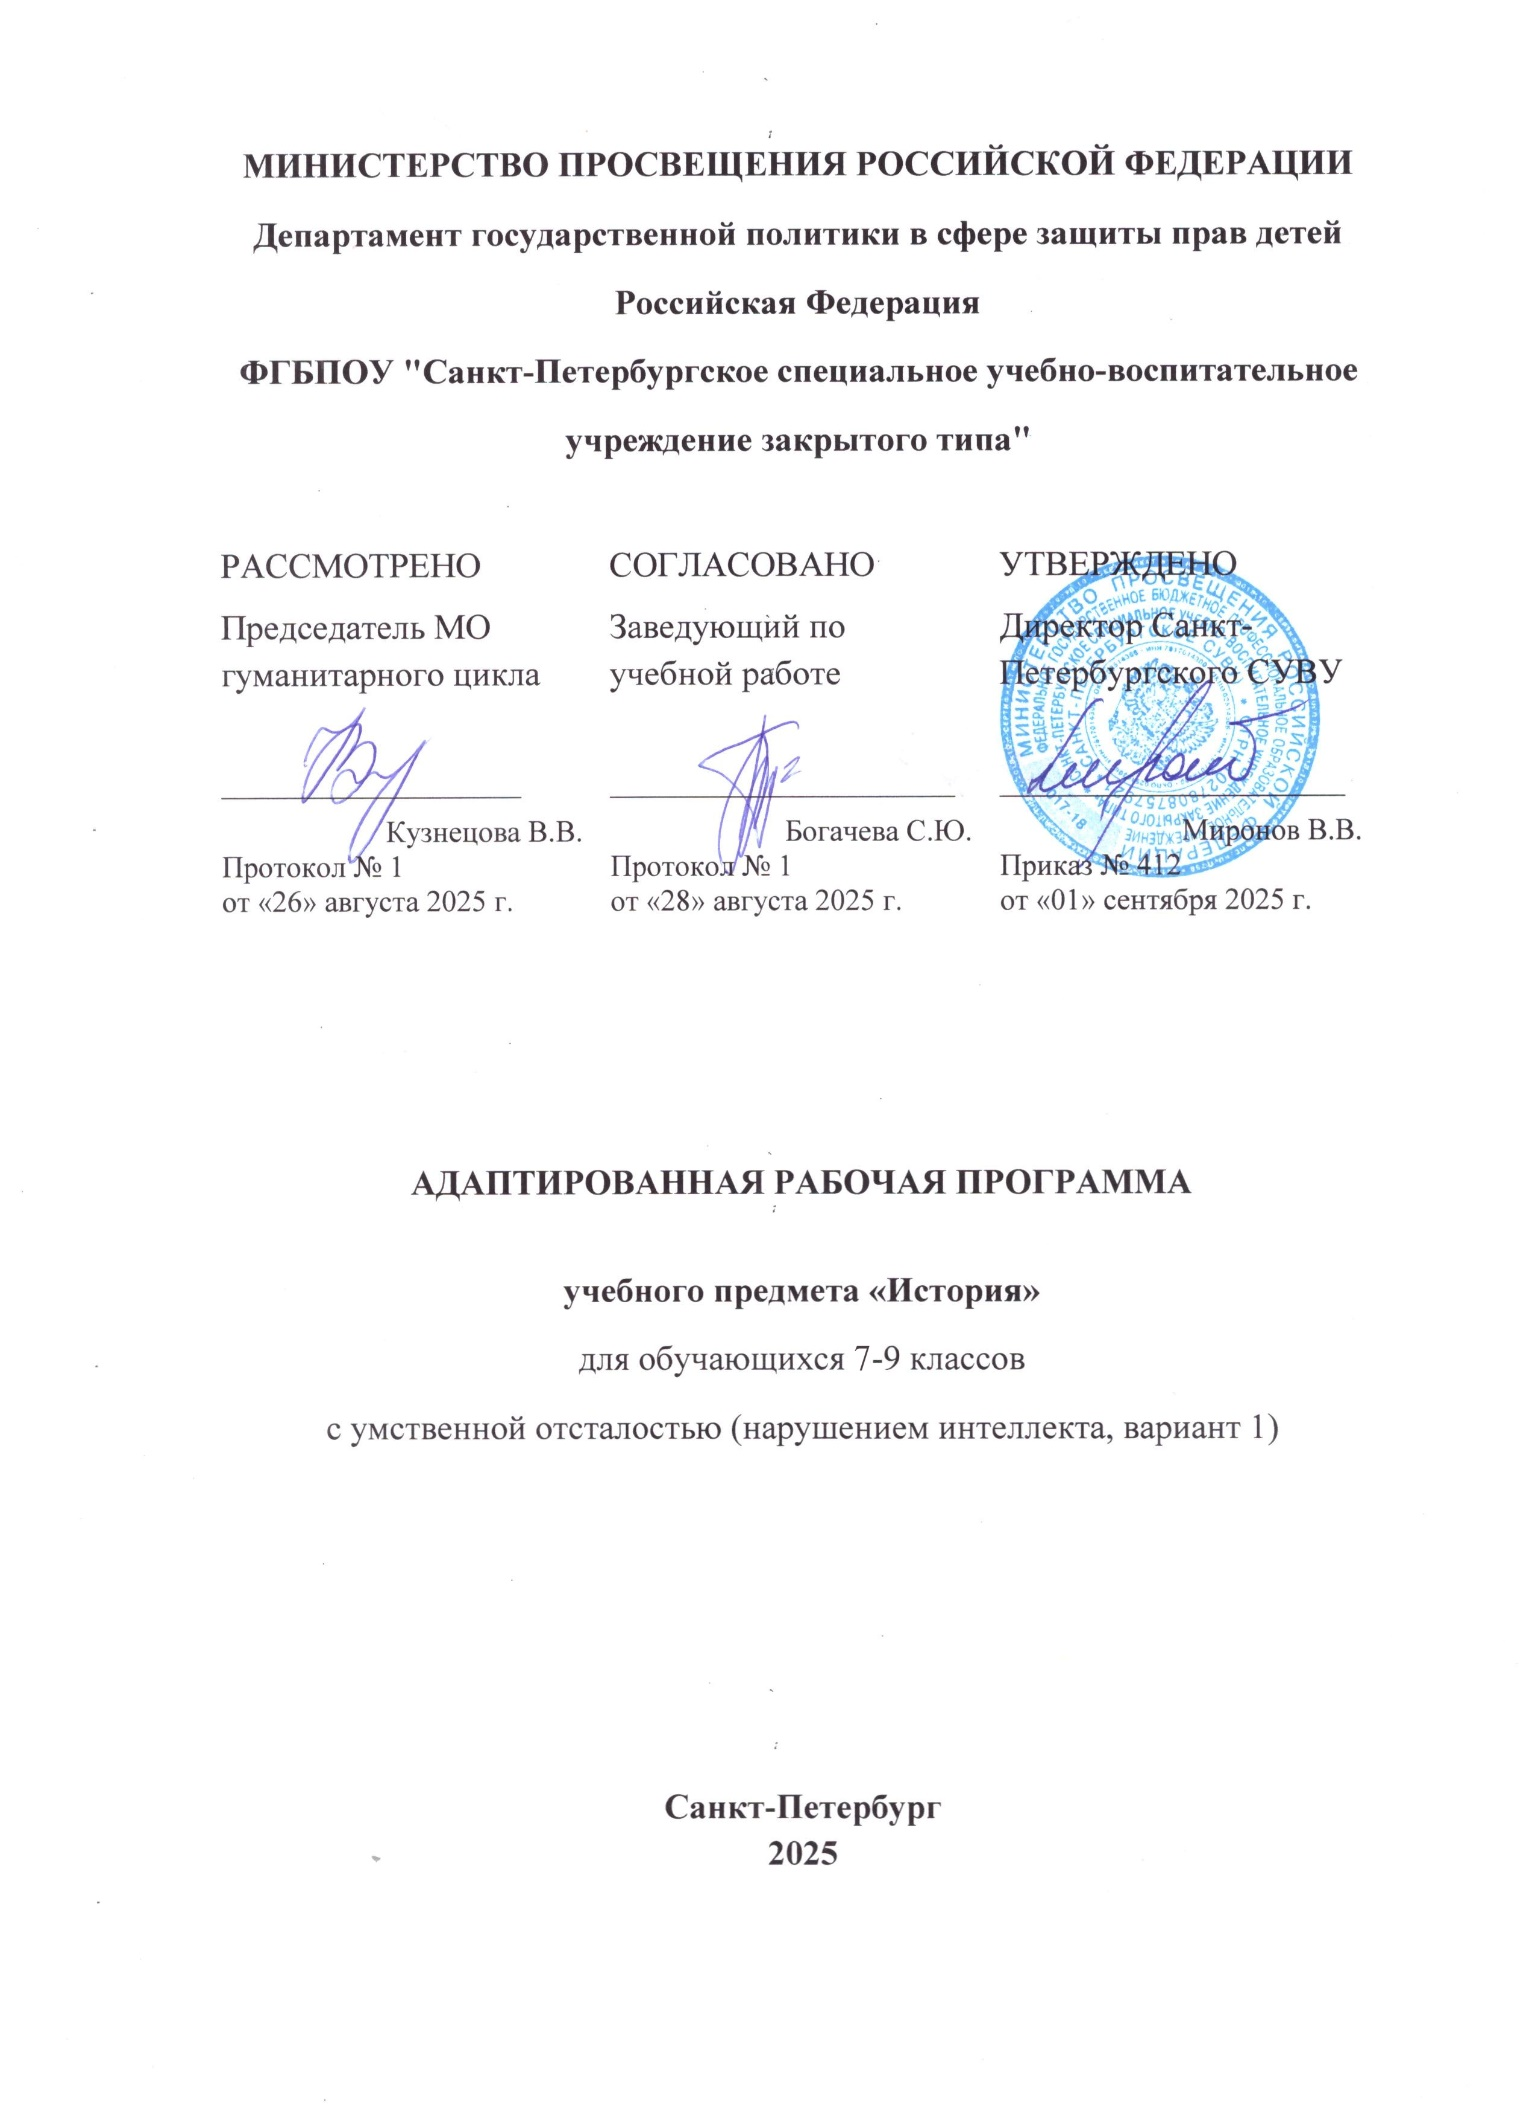 МИНИСТЕРСТВО ПРОСВЕЩЕНИЯ РОССИЙСКОЙ ФЕДЕРАЦИИ
Департамент государственной политики в сфере защиты прав детей
Российская Федерация
ФГБПОУ "Санкт-Петербургское специальное учебно-воспитательное
учреждение закрытого типа"
РАССМОТРЕНО
Председатель МО
гуманитарного цикла
Кузнецова В.В.
Протокол № 1
от «26» августа 2025 г.
СОГЛАСОВАНО
Заведующий по
учебной работе
Богачева С.Ю.
Протокол № 1
от «28» августа 2025 г.
УТВЕРЖДЕНО
Директор Санкт-
Петербургского СУВУ
Миронов В.В.
Приказ № 412
от «01» сентября 2025 г.
МИНИСТЕРСТВО ПРОСВЕЩЕНИЯ РОССИЙСКОЙ ФЕДЕРАЦИИ
АДАПТИРОВАННАЯ РАБОЧАЯ ПРОГРАММА
учебного предмета «История»
для обучающихся 7-9 классов
с умственной отсталостью (нарушением интеллекта, вариант 1)
Санкт-Петербург
2025